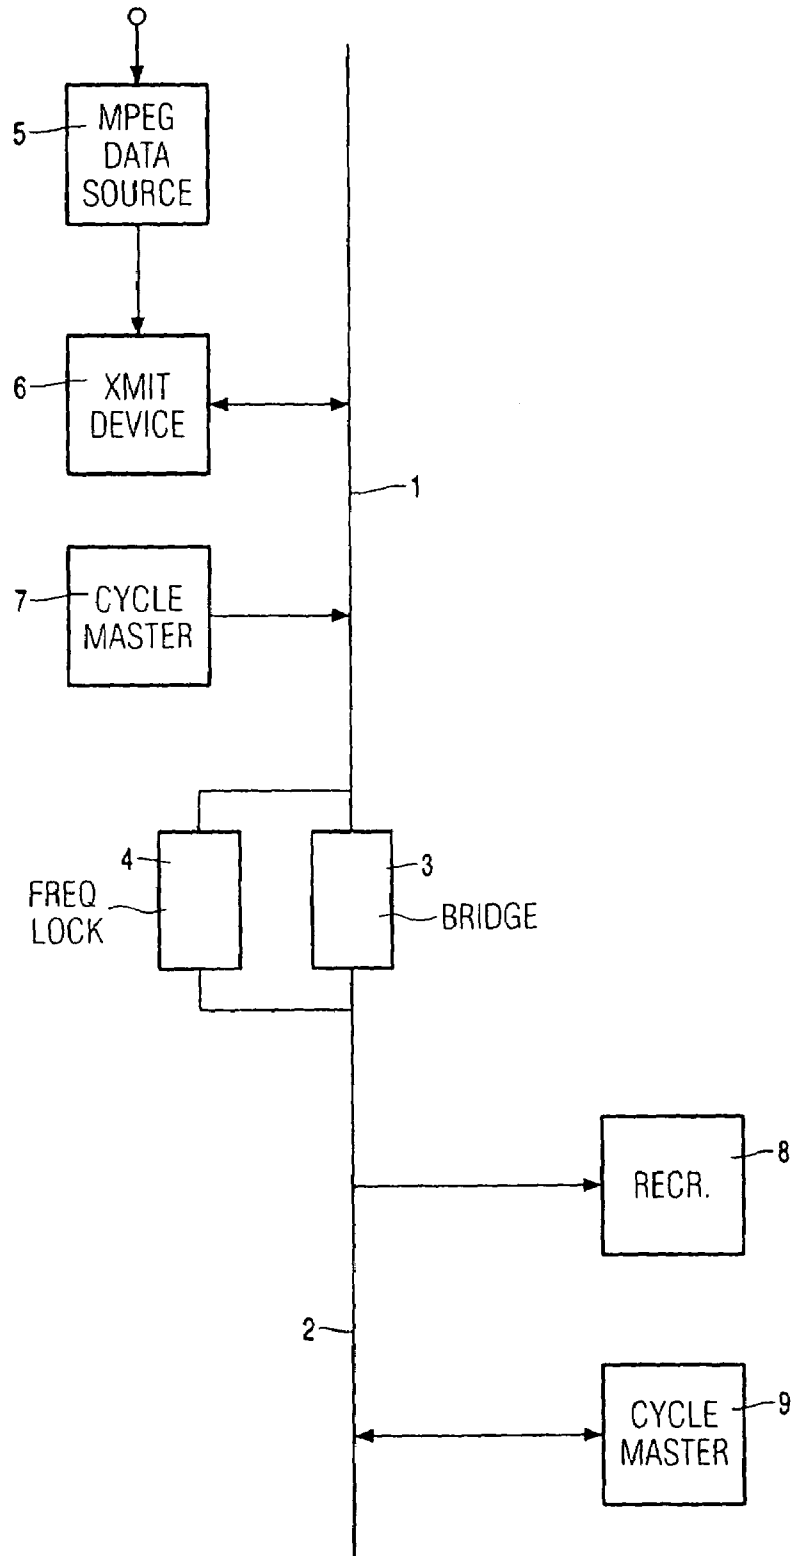 5
MPEG
DATA
SOURCE
6
XMIT
DEVICE
1
7
CYCLE
MASTER
4
FREQ
LOCK
3
BRIDGE
8
RECR.
2
9
CYCLE
MASTER